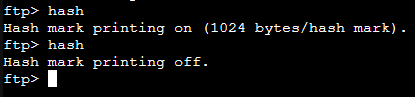 ftp> hash
Hash mark printing on (1024 bytes/hash mark).
ftp> hash
Hash mark printing off.
ftp>